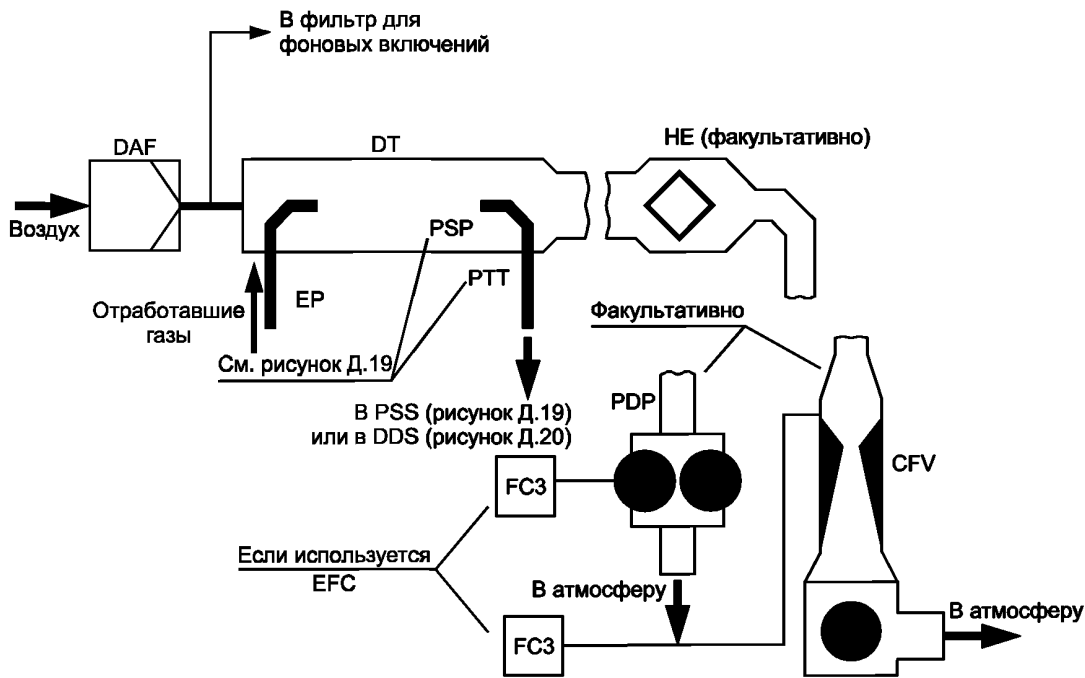 В фильтр для
фоновых включений
DAF
DT
НЕ (факультативно)
Воздух
PSP
PTT
EP
Отработавшие
газы
См. рисунок Д.19
Факультативно
В PSS (рисунок Д.19)
или в DDS (рисунок Д.20)
PDP
CFV
FC3
Если используется
EFC
В атмосферу
В атмосферу
FC3